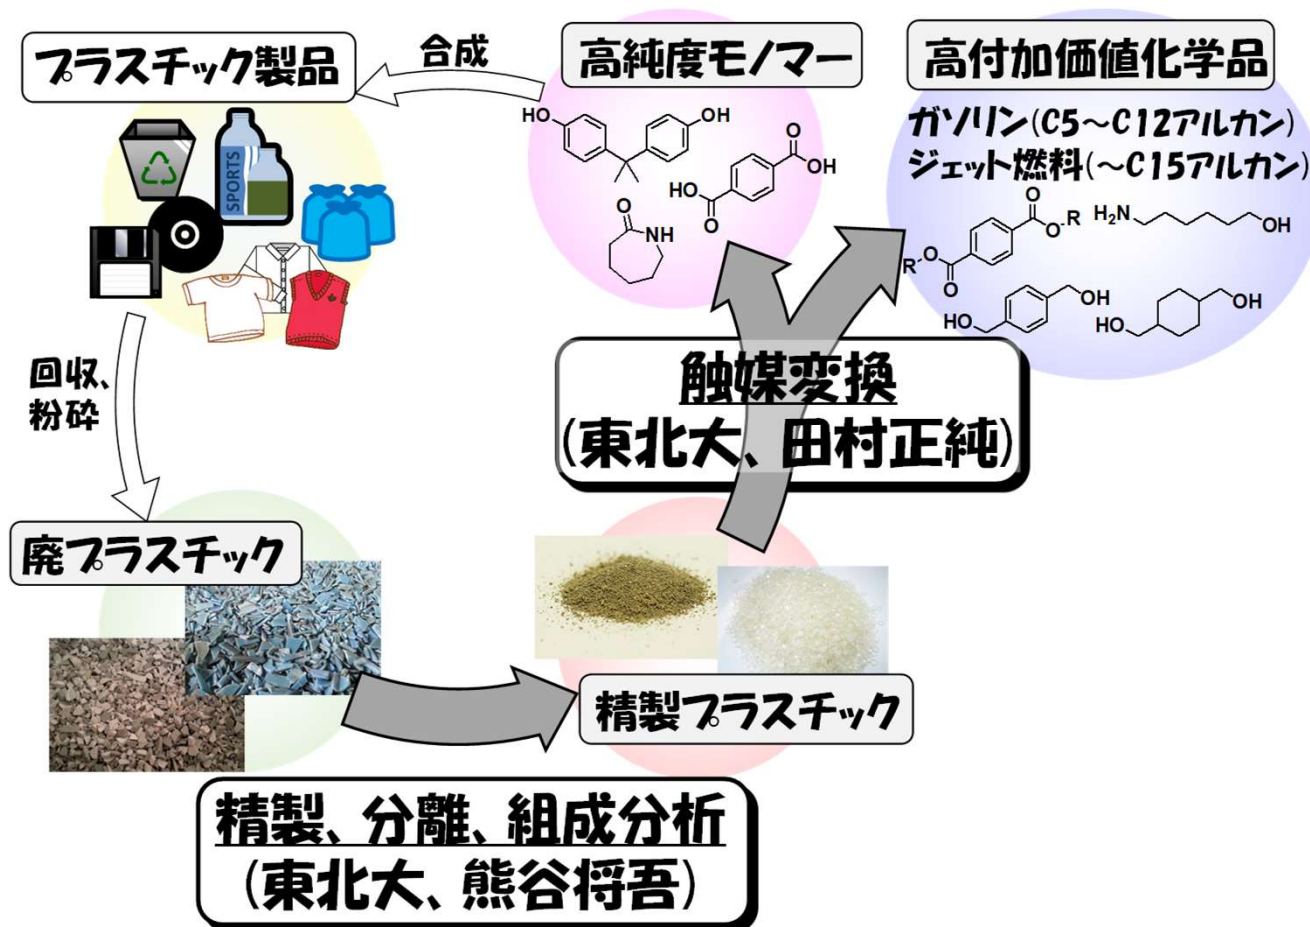 プラスチック製品
合成
高純度モノマー
高付加価値化学品
ガソリン(C5～C12アルカン)
ジェット燃料(～C15アルカン)
HO
OH
O
OH
HO
O
O
NH
O
O-R
R-O
O
H₂N
OH
OH
HO
OH
HO
SPORTS
回収、
粉砕
触媒変換
(東北大、田村正純)
廃プラスチック
精製プラスチック
精製、分離、組成分析
(東北大、熊谷将吾)